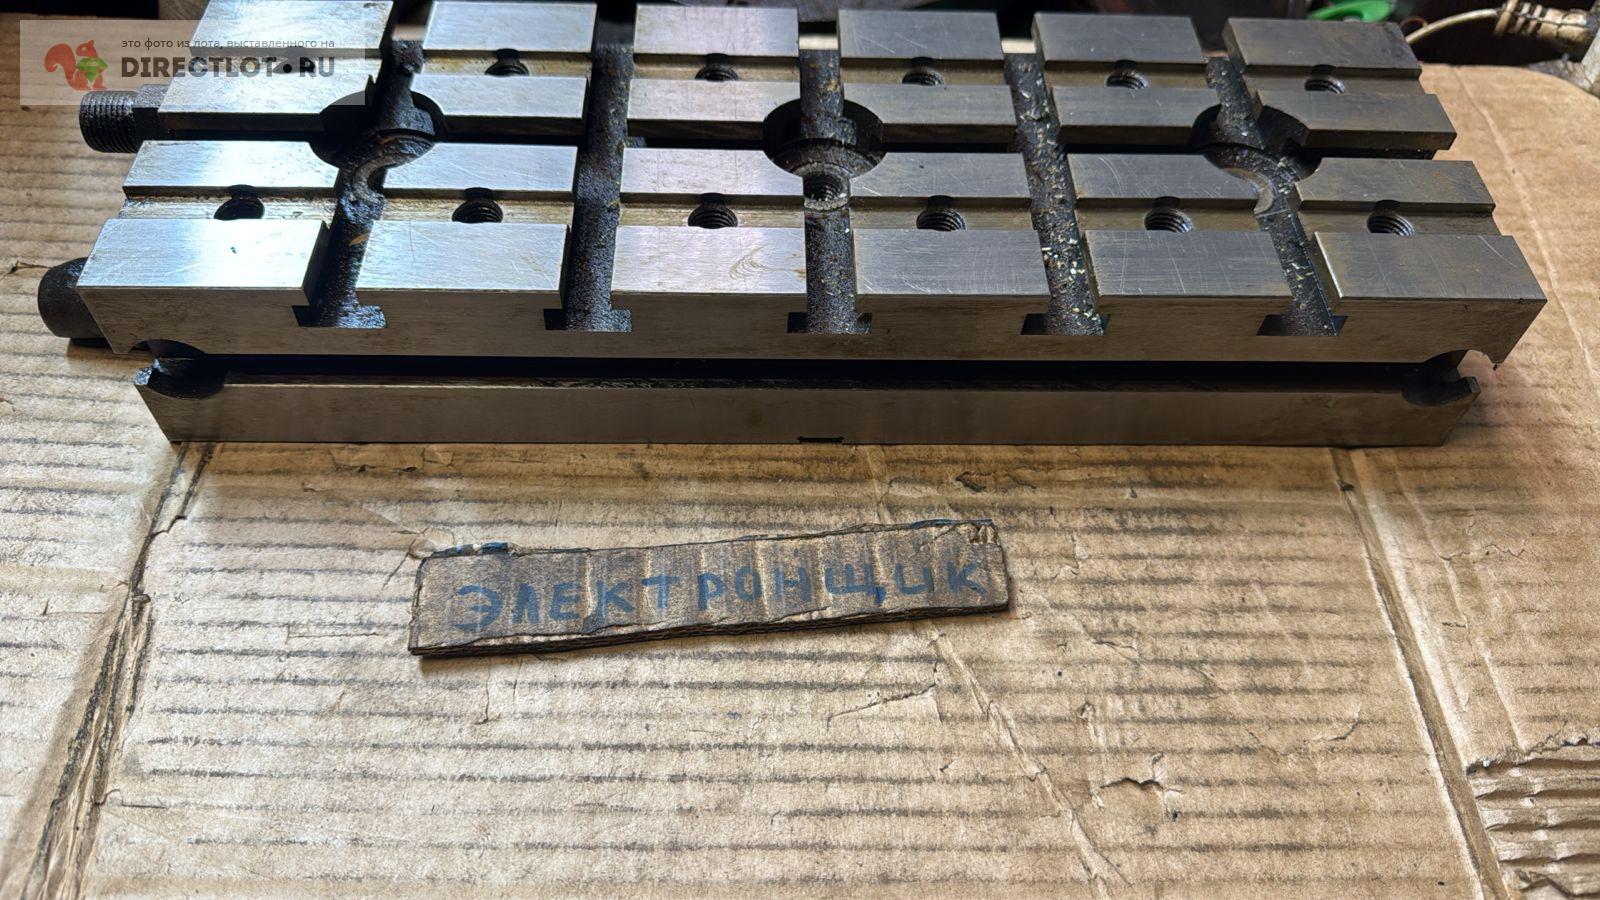 это фото из лота, выставленного на
DIRECTLOT.RU
ЭЛЕКТРОНЩИК